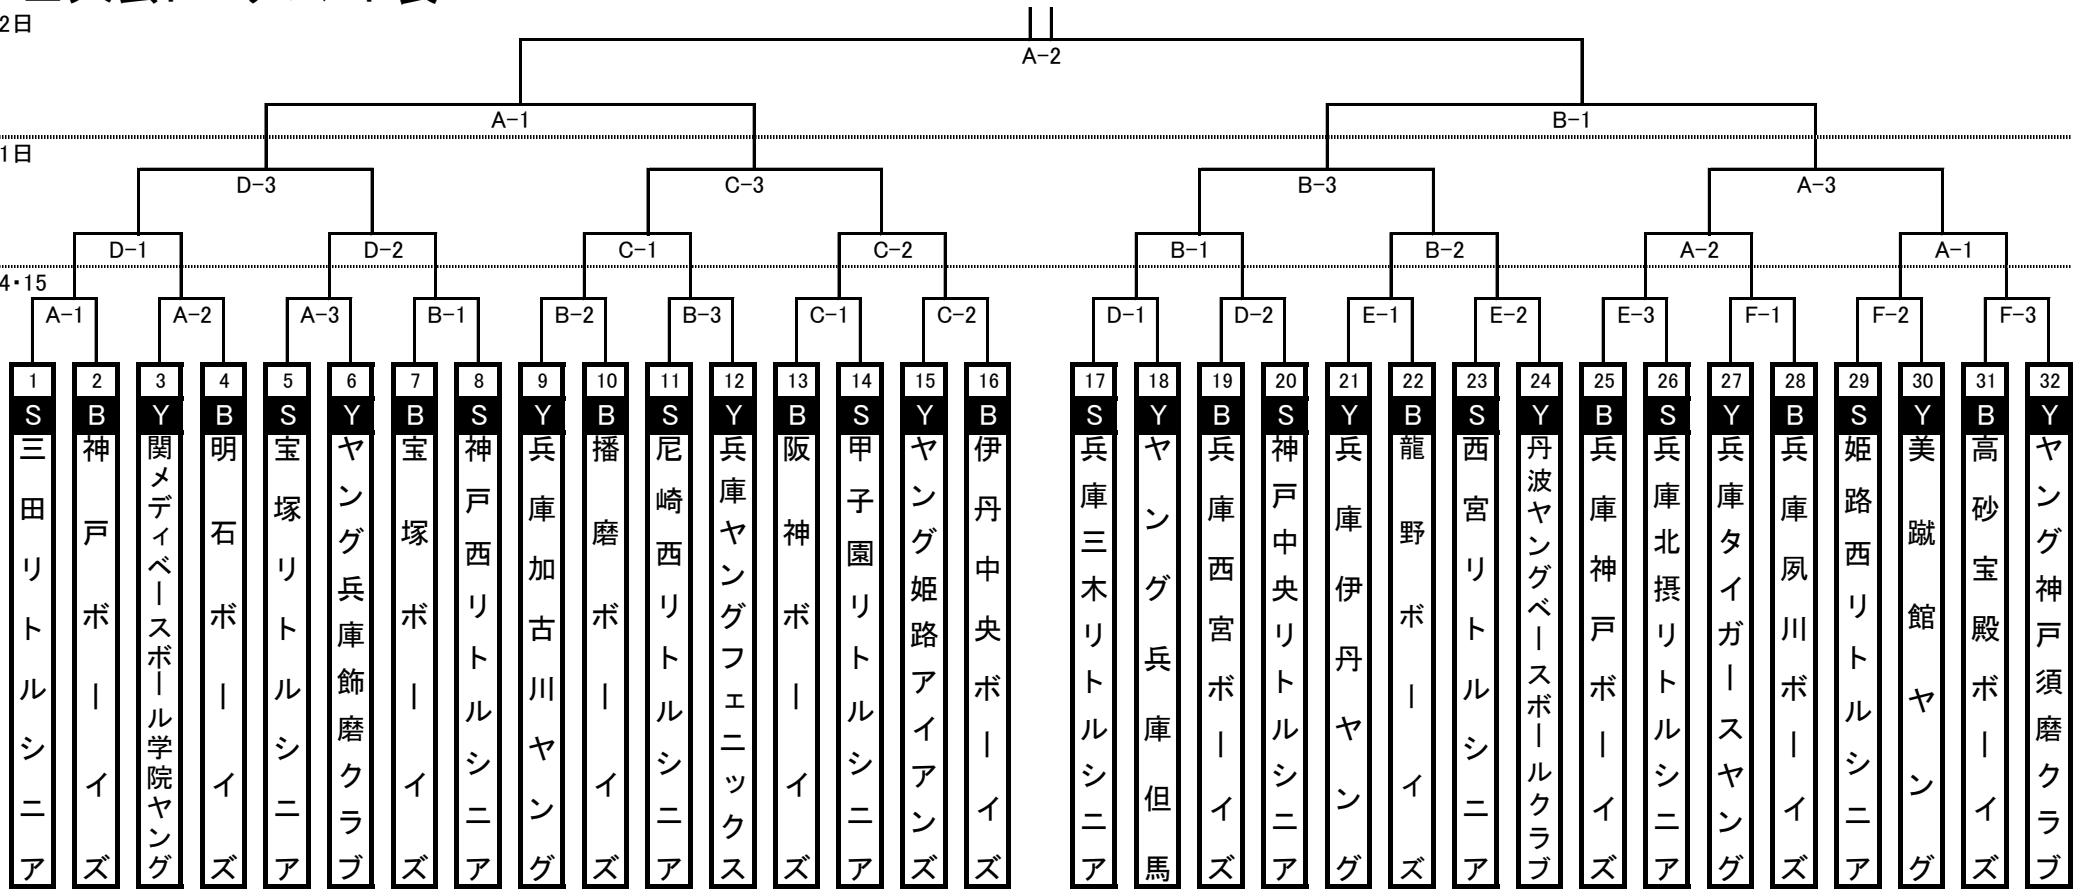 2日
A-2
A-1
B-1
1日
D-3
C-3
B-3
A-3
D-1
D-2
C-1
C-2
B-1
B-2
A-2
A-1
4・15
A-1
A-2
A-3
B-1
B-2
B-3
C-1
C-2
D-1
D-2
E-1
E-2
E-3
F-1
F-2
F-3
1 S 三田リトルシニア
2 B 神戸ボーイズ
3 Y 関メディベースボール学院ヤング
4 B 明石ボーイズ
5 S 宝塚リトルシニア
6 Y ヤング兵庫飾磨クラブ
7 B 宝塚ボーイズ
8 S 神戸西リトルシニア
9 Y 兵庫加古川ヤング
10 B 播磨ボーイズ
11 S 尼崎西リトルシニア
12 Y 兵庫ヤングフェニックス
13 B 阪神ボーイズ
14 S 甲子園リトルシニア
15 Y ヤング姫路アイアンズ
16 B 伊丹中央ボーイズ
17 S 兵庫三木リトルシニア
18 Y ヤング兵庫但馬
19 B 兵庫西宮ボーイズ
20 S 神戸中央リトルシニア
21 Y 兵庫伊丹ヤング
22 B 龍野ボーイズ
23 S 西宮リトルシニア
24 Y 丹波ヤングベースボールクラブ
25 B 兵庫神戸ボーイズ
26 S 兵庫北摂リトルシニア
27 Y 兵庫タイガースヤング
28 B 兵庫夙川ボーイズ
29 S 姫路西リトルシニア
30 Y 美蹴館ヤング
31 B 高砂宝殿ボーイズ
32 Y ヤング神戸須磨クラブ